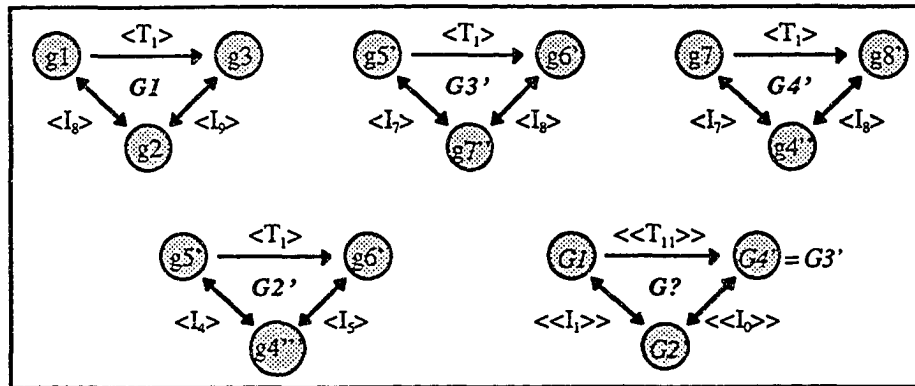 <T₁> <T₁> <T₁>
g1 g3 g5' g6' g7 g8'
G1 G3' G4'
<I₈> <I₉> <I₇> <I₈> <I₇> <I₈>
g2 g7'' g4''
<T₁> <<T₁₁>>
g5' g6' G1 G4' = G3'
G2' G?
<I₄> <I₅> <<I₁>> <<I₀>>
g4'' G2